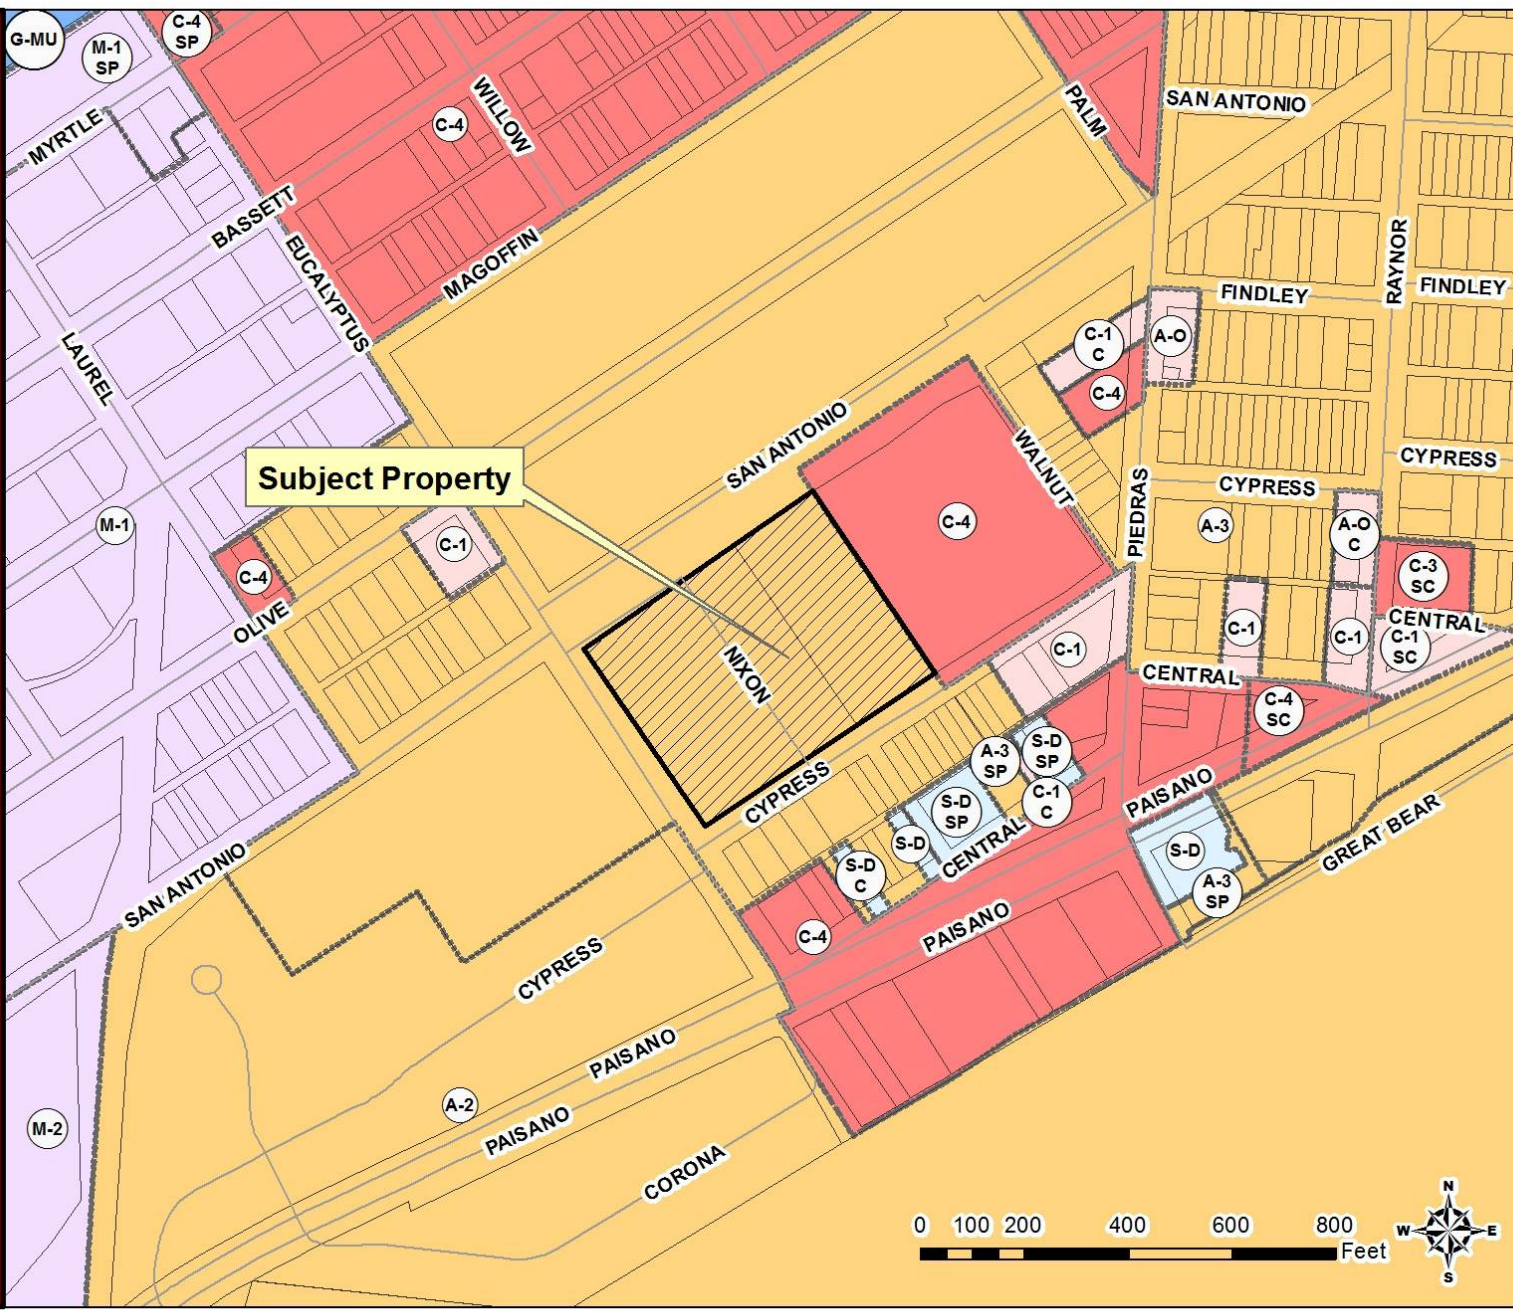 G-MU
C-4
SP
M-1
SP
MYRTLE
WILLOW
C-4
PALM
SAN ANTONIO
BASSETT
EUCALYPTUS
MAGOFFIN
RAYNOR
FINDLEY
FINDLEY
LAUREL
C-1
C
A-O
C-4
SAN ANTONIO
WALNUT
Subject Property
CYPRESS
CYPRESS
PIEDRAS
M-1
C-1
C-4
A-3
A-O
C
C-4
OLIVE
C-3
SC
C-1
C-1
CENTRAL
C-1
SC
C-1
NIXON
CENTRAL
C-4
SC
A-3
SP
S-D
SP
CYPRESS
PAISANO
C-1
C
S-D
SP
GREAT BEAR
S-D
CENTRAL
S-D
S-D
C
A-3
SP
SAN ANTONIO
C-4
PAISANO
CYPRESS
PAISANO
A-2
M-2
PAISANO
CORONA
N
W E
S
0 100 200 400 600 800
Feet